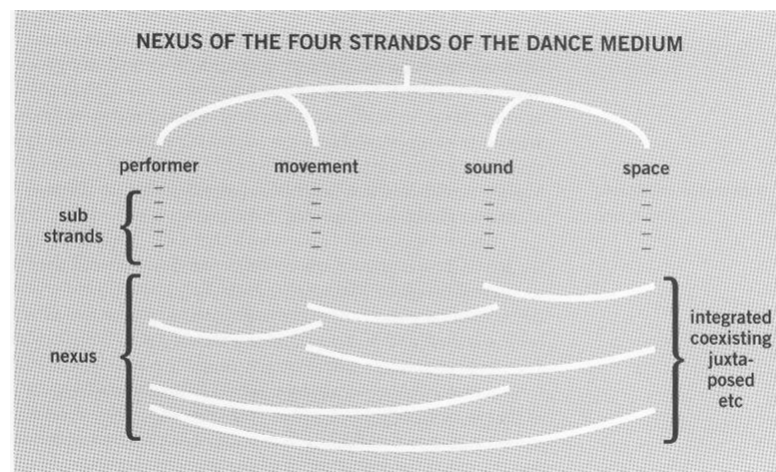 NEXUS OF THE FOUR STRANDS OF THE DANCE MEDIUM
performer movement sound space
sub
strands
nexus
integrated
coexisting
juxta-
posed
etc